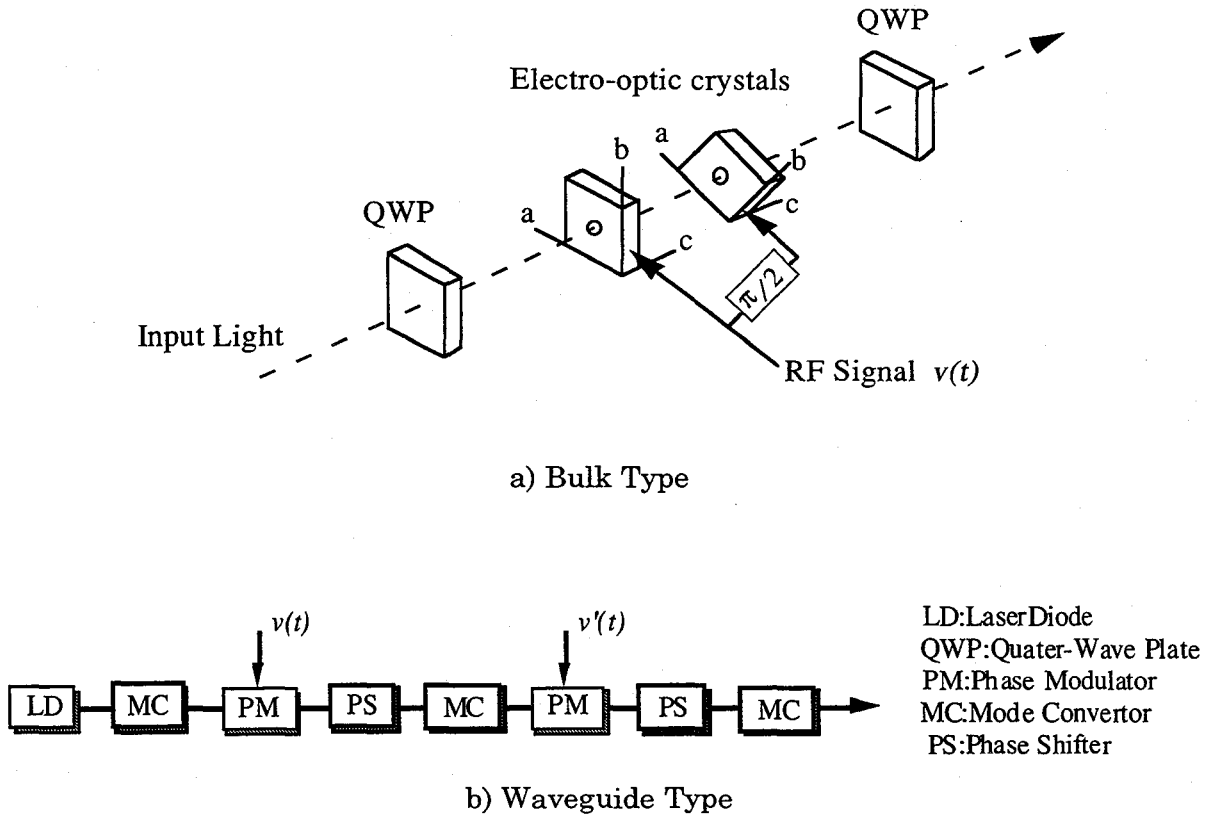 QWP
Electro-optic crystals
a
b
b
c
QWP
a
c
π/2
Input Light
RF Signal v(t)
a) Bulk Type
v(t)
v'(t)
LD
MC
PM
PS
MC
PM
PS
MC
LD:LaserDiode
QWP:Quater-Wave Plate
PM:Phase Modulator
MC:Mode Convertor
PS:Phase Shifter
b) Waveguide Type